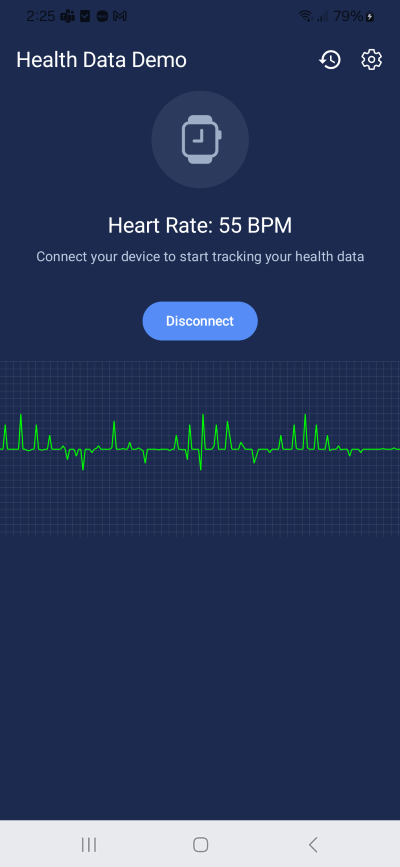 2:25
79%
Health Data Demo
Heart Rate: 55 BPM
Connect your device to start tracking your health data
Disconnect